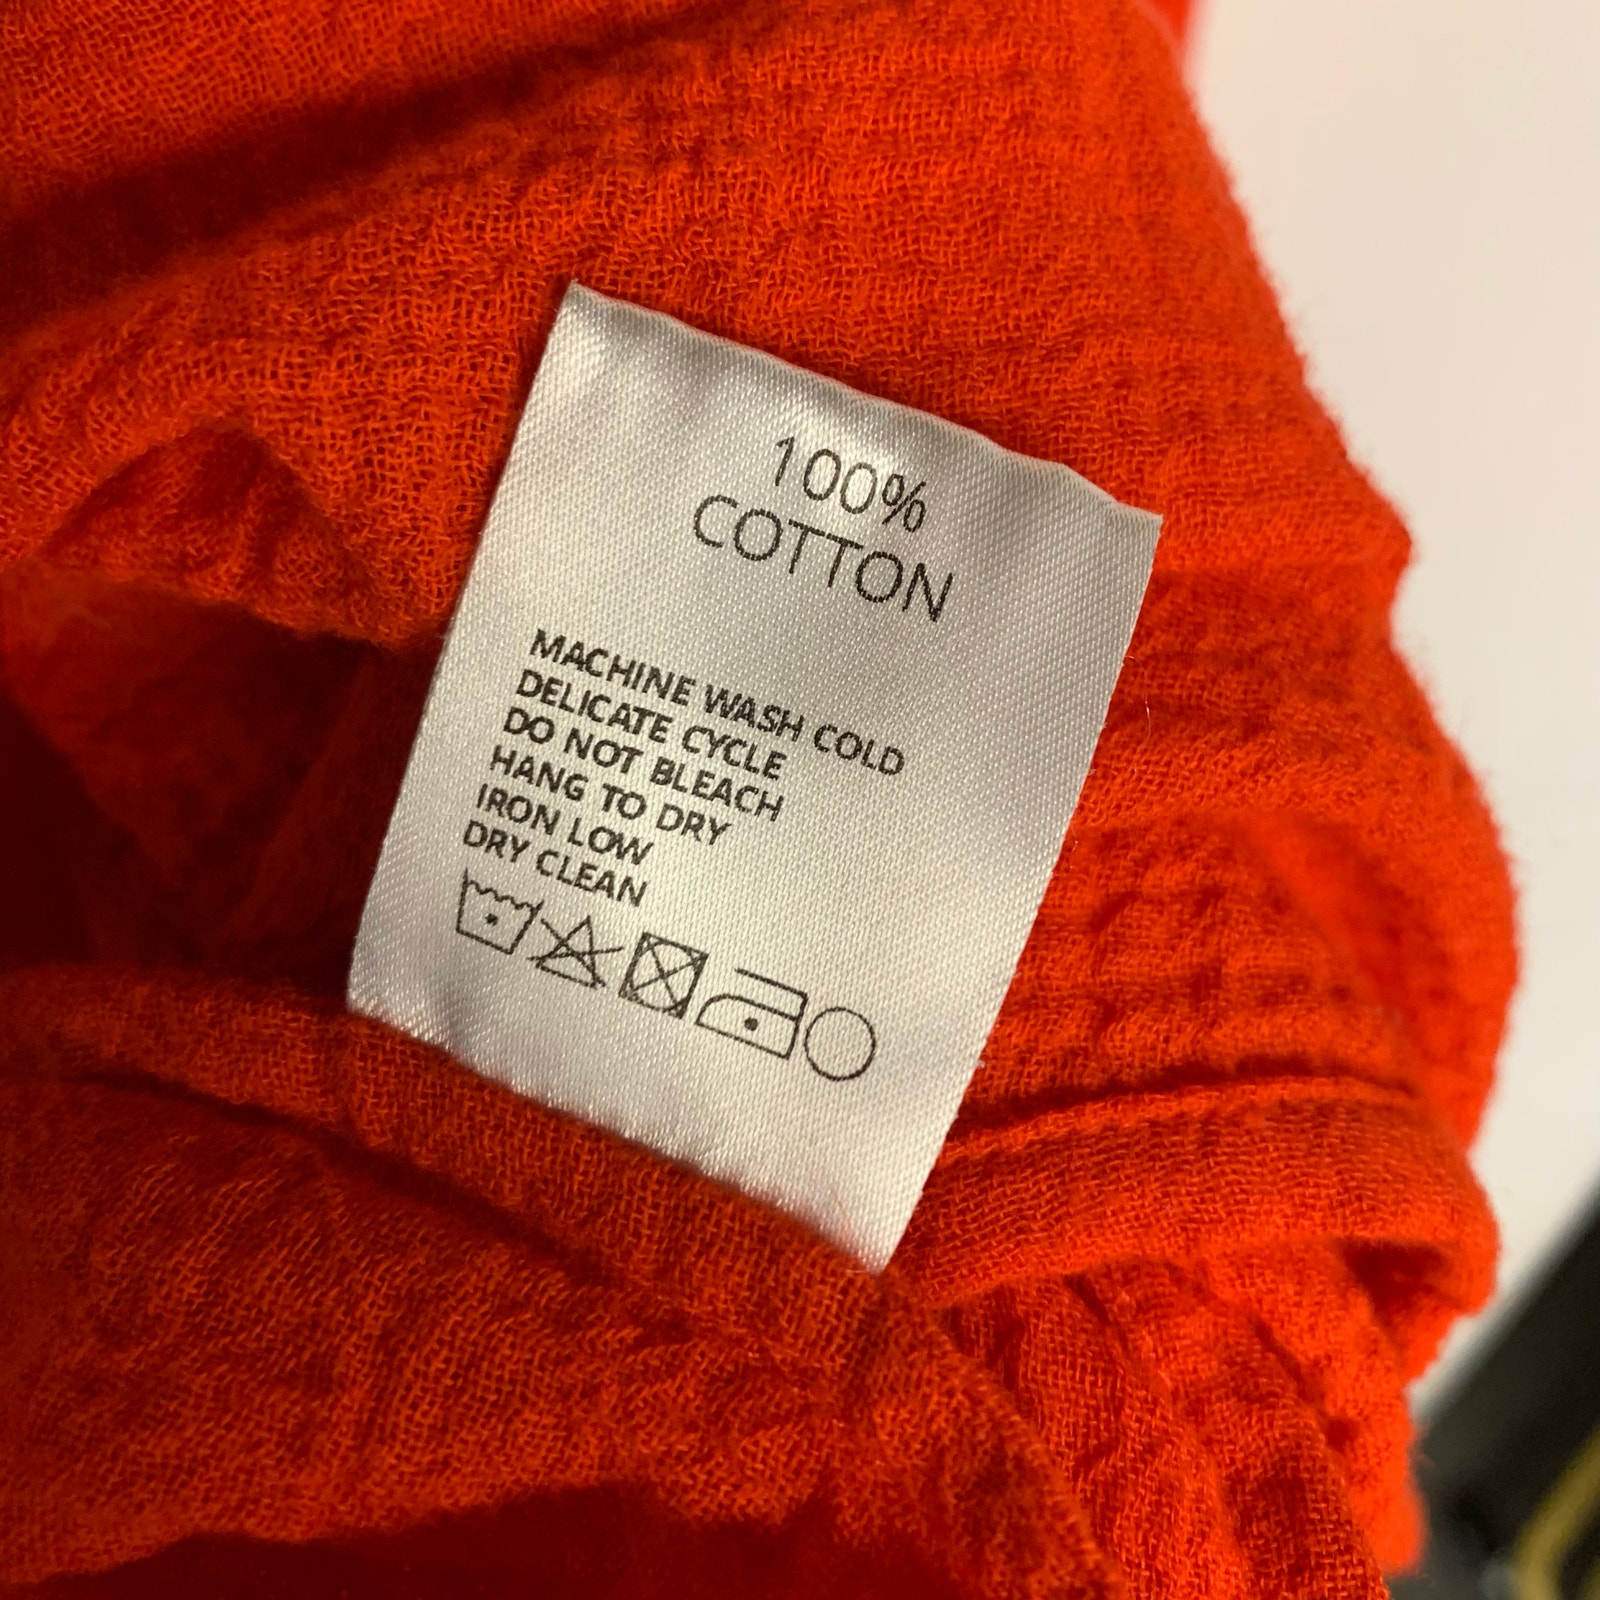 100%
COTTON
MACHINE WASH COLD
DELICATE CYCLE
DO NOT BLEACH
HANG TO DRY
IRON LOW
DRY CLEAN